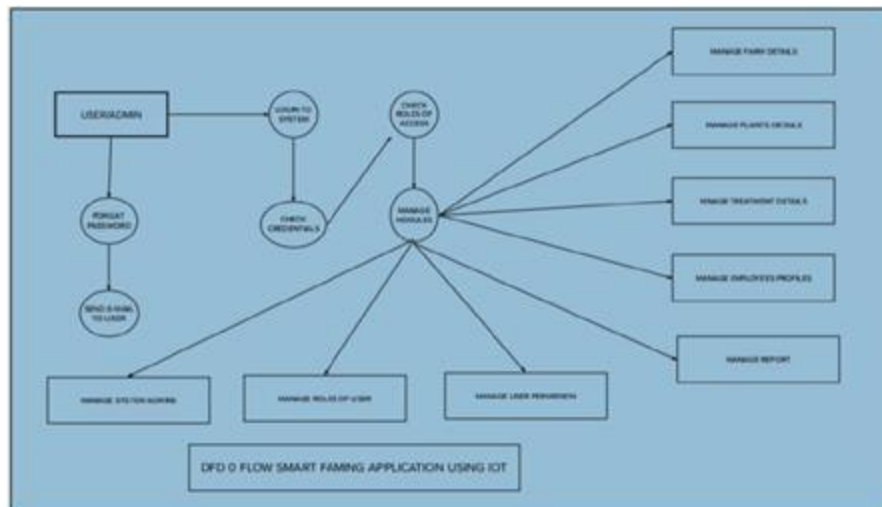 MANAGE FARM DETAILS
USER/ADMIN
LOGIN TO
SYSTEM
CHECK
ROLES OF
ACCESS
MANAGE PLANTS DETAILS
FORGAT
PASSWORD
CHECK
CREDENTIALS
MANAGE
MODULES
MANAGE TREATMENT DETAILS
MANAGE EMPLOYEES PROFILES
SEND E-MAIL
TO USER
MANAGE REPORT
MANAGE SYSTEM ADMINS
MANAGE ROLES OF USER
MANAGE USER PERMISSION
DFD 0 FLOW SMART FAMING APPLICATION USING IOT